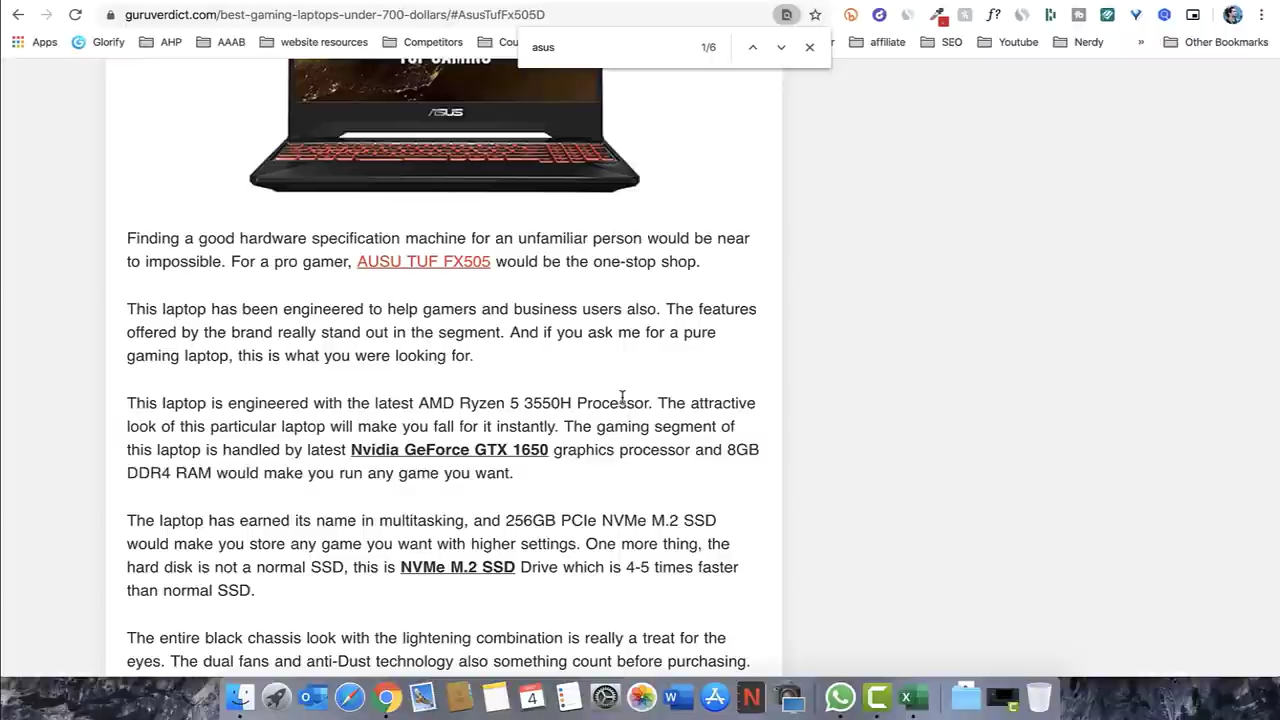 guruverdict.com/best-gaming-laptops-under-700-dollars/#AsusTufFx505D
Apps Glorify AHP AAAB website resources Competitors affiliate SEO Youtube Nerdy » Other Bookmarks
asus 1/6
ASUS
Finding a good hardware specification machine for an unfamiliar person would be near
to impossible. For a pro gamer, AUSU TUF FX505 would be the one-stop shop.
This laptop has been engineered to help gamers and business users also. The features
offered by the brand really stand out in the segment. And if you ask me for a pure
gaming laptop, this is what you were looking for.
This laptop is engineered with the latest AMD Ryzen 5 3550H Processor. The attractive
look of this particular laptop will make you fall for it instantly. The gaming segment of
this laptop is handled by latest Nvidia GeForce GTX 1650 graphics processor and 8GB
DDR4 RAM would make you run any game you want.
The laptop has earned its name in multitasking, and 256GB PCIe NVMe M.2 SSD
would make you store any game you want with higher settings. One more thing, the
hard disk is not a normal SSD, this is NVMe M.2 SSD Drive which is 4-5 times faster
than normal SSD.
The entire black chassis look with the lightening combination is really a treat for the
eyes. The dual fans and anti-Dust technology also something count before purchasing.